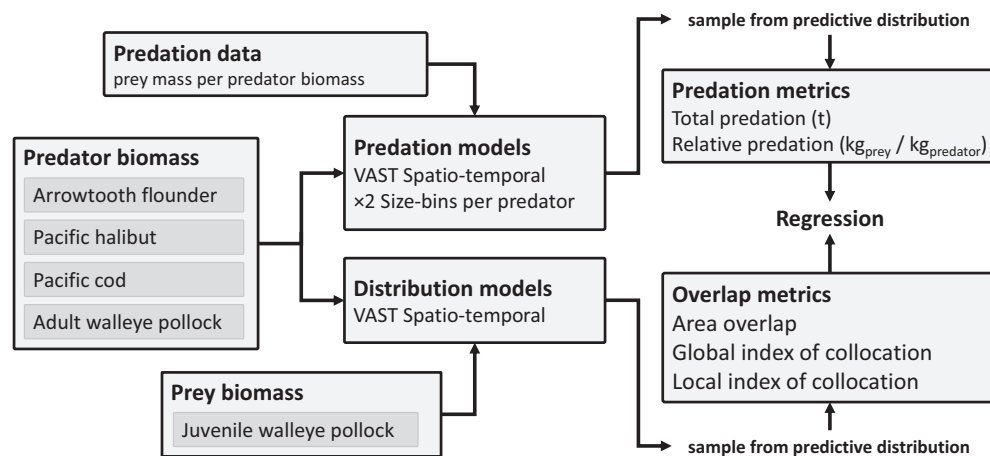 sample from predictive distribution
Predation data
prey mass per predator biomass
Predation metrics
Total predation (t)
Relative predation (kgprey / kgpredator)
Predator biomass
Arrowtooth flounder
Pacific halibut
Pacific cod
Adult walleye pollock
Predation models
VAST Spatio-temporal
×2 Size-bins per predator
Regression
Distribution models
VAST Spatio-temporal
Overlap metrics
Area overlap
Global index of collocation
Local index of collocation
Prey biomass
Juvenile walleye pollock
sample from predictive distribution